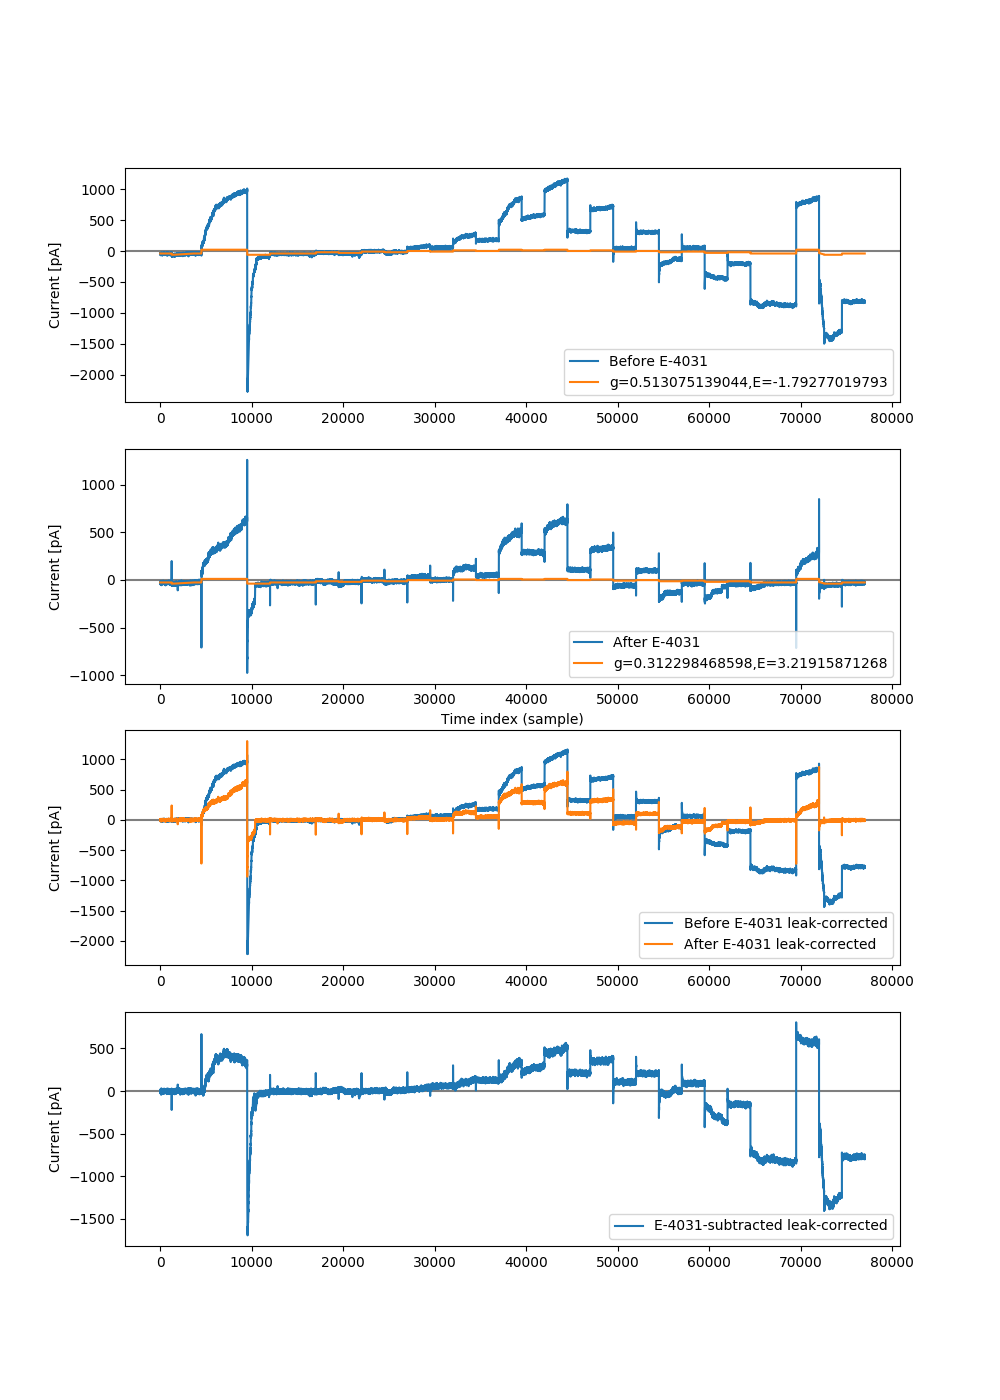 1000
500
0
−500
−1000
−1500
−2000
Current [pA]
Before E-4031
g=0.513075139044,E=-1.79277019793
0 10000 20000 30000 40000 50000 60000 70000 80000
1000
500
0
−500
−1000
Current [pA]
After E-4031
g=0.312298468598,E=3.21915871268
0 10000 20000 30000 40000 50000 60000 70000 80000
Time index (sample)
1000
500
0
−500
−1000
−1500
−2000
Current [pA]
Before E-4031 leak-corrected
After E-4031 leak-corrected
0 10000 20000 30000 40000 50000 60000 70000 80000
500
0
−500
−1000
−1500
Current [pA]
E-4031-subtracted leak-corrected
0 10000 20000 30000 40000 50000 60000 70000 80000